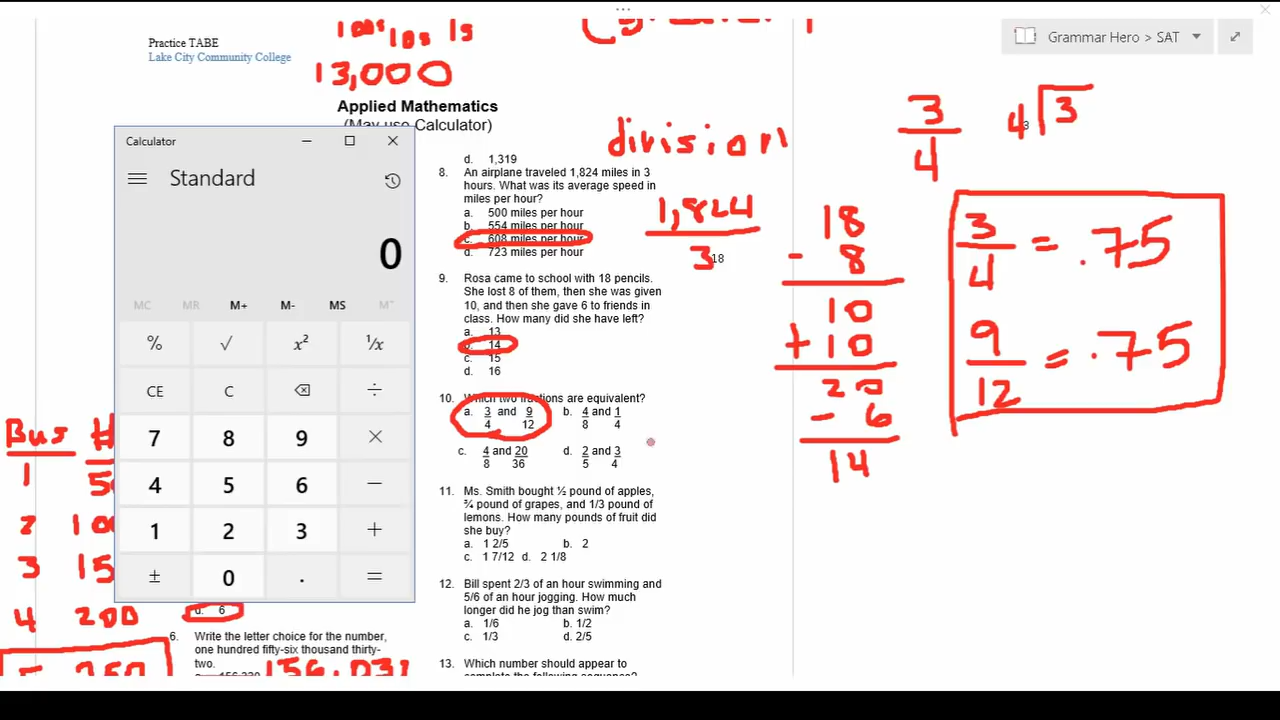 Practice TABE
Lake City Community College
100s 10s 1s
13,000
Applied Mathematics
(May use Calculator)
d. 1,319
8. An airplane traveled 1,824 miles in 3
hours. What was its average speed in
miles per hour?
a. 500 miles per hour
b. 554 miles per hour
c. 608 miles per hour
d. 723 miles per hour
9. Rosa came to school with 18 pencils.
She lost 8 of them, then she was given
10, and then she gave 6 to friends in
class. How many did she have left?
a. 13
b. 14
c. 15
d. 16
10. Which two fractions are equivalent?
a. 3/4 and 9/12 b. 4/8 and 1/4
c. 4/8 and 20/36 d. 2/5 and 3/4
11. Ms. Smith bought ½ pound of apples,
¾ pound of grapes, and 1/3 pound of
lemons. How many pounds of fruit did
she buy?
a. 1 2/5 b. 2
c. 1 7/12 d. 2 1/8
12. Bill spent 2/3 of an hour swimming and
5/6 of an hour jogging. How much
longer did he jog than swim?
a. 1/6 b. 1/2
c. 1/3 d. 2/5
13. Which number should appear to
complete the following sequence?
Calculator
Standard
0
MC MR M+ M- MS M˅
% √ x² ¹/x
CE C ⌫ ÷
7 8 9 ×
4 5 6 −
1 2 3 +
± 0 . =
Bus #
1 50
2 100
3 15
4 200
5 250
d. 6
6. Write the letter choice for the number,
one hundred fifty-six thousand thirty-
two.
156,032
division
1,824
3
18
18
- 8
10
+ 10
20
- 6
14
Grammar Hero > SAT
3/4
4⟌3
3
3/4 = .75
9/12 = .75